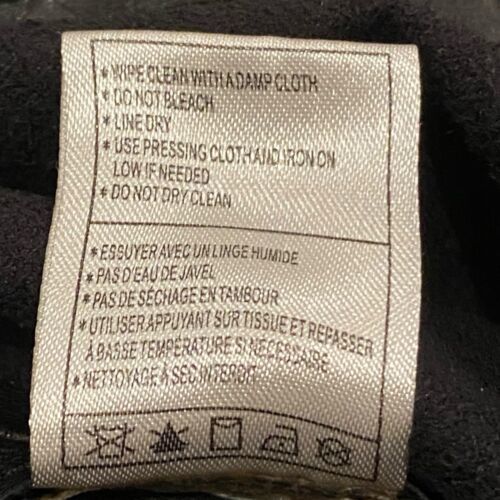 * WIPE CLEAN WITH A DAMP CLOTH
* DO NOT BLEACH
* LINE DRY
* USE PRESSING CLOTH AND IRON ON
LOW IF NEEDED
* DO NOT DRY CLEAN
* ESSUYER AVEC UN LINGE HUMIDE
* PAS D'EAU DE JAVEL
* PAS DE SÉCHAGE EN TAMBOUR
* UTILISER APPUYANT SUR TISSUE ET REPASSER
À BASSE TEMPÉRATURE SI NÉCESSAIRE
* NETTOYAGE À SEC INTERDIT